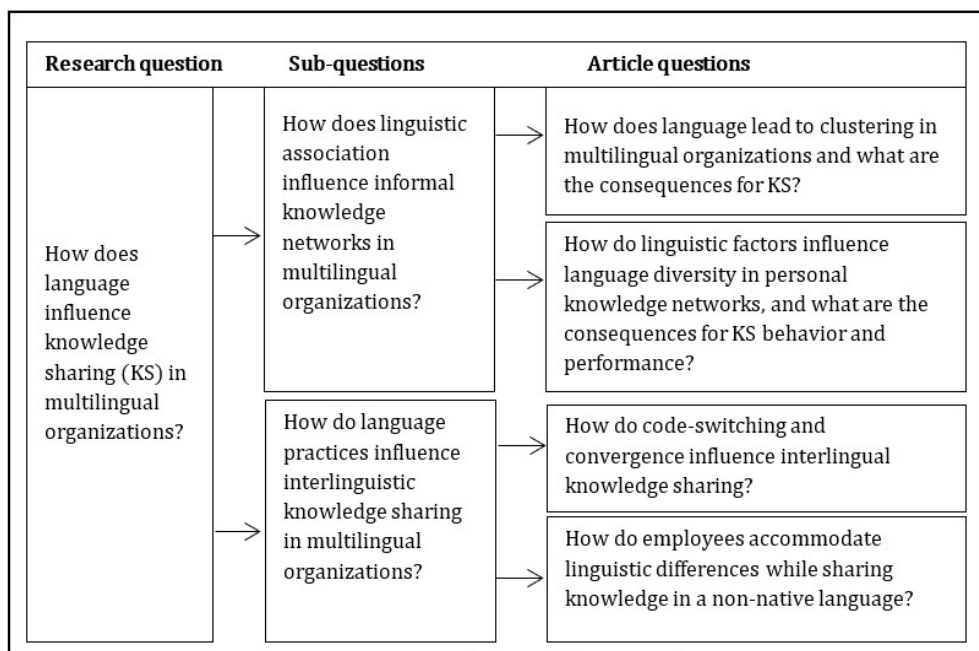 Research question
Sub-questions
Article questions
How does
language
influence
knowledge
sharing (KS) in
multilingual
organizations?
How does linguistic
association
influence informal
knowledge
networks in
multilingual
organizations?
How does language lead to clustering in
multilingual organizations and what are
the consequences for KS?
How do linguistic factors influence
language diversity in personal
knowledge networks, and what are the
consequences for KS behavior and
performance?
How do language
practices influence
interlinguistic
knowledge sharing
in multilingual
organizations?
How do code-switching and
convergence influence interlingual
knowledge sharing?
How do employees accommodate
linguistic differences while sharing
knowledge in a non-native language?